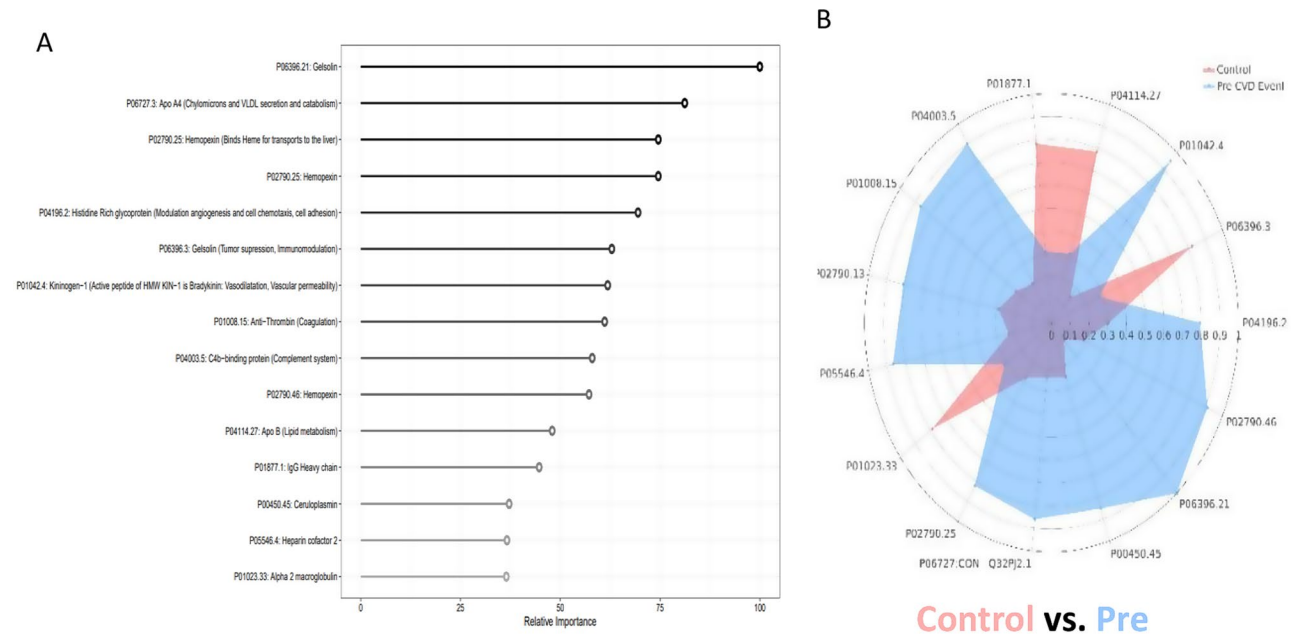 A
P06396.21: Gelsolin
P06727.3: Apo A4 (Chylomicrons and VLDL secretion and catabolism)
P02790.25: Hemopexin (Binds Heme for transports to the liver)
P02790.25: Hemopexin
P04196.2: Histidine Rich glycoprotein (Modulation angiogenesis and cell chemotaxis, cell adhesion)
P06396.3: Gelsolin (Tumor supression, Immunomodulation)
P01042.4: Kininogen-1 (Active peptide of HMW KIN-1 is Bradykinin: Vasodilatation, Vascular permeability)
P01008.15: Anti-Thrombin (Coagulation)
P04003.5: C4b-binding protein (Complement system)
P02790.46: Hemopexin
P04114.27: Apo B (Lipid metabolism)
P01877.1: IgG Heavy chain
P00450.45: Ceruloplasmin
P05546.4: Heparin cofactor 2
P01023.33: Alpha 2 macroglobulin
0 25 50 75 100
Relative Importance
B
Control
Pre CVD Event
P01877.1
P04114.27
P04003.5
P01042.4
P01008.15
P06396.3
P02790.13
P04196.2
0 0.1 0.2 0.3 0.4 0.5 0.6 0.7 0.8 0.9 1
P05546.4
P02790.46
P01023.33
P06396.21
P02790.25
P00450.45
P06727.CON Q32PJ2.1
Control vs. Pre